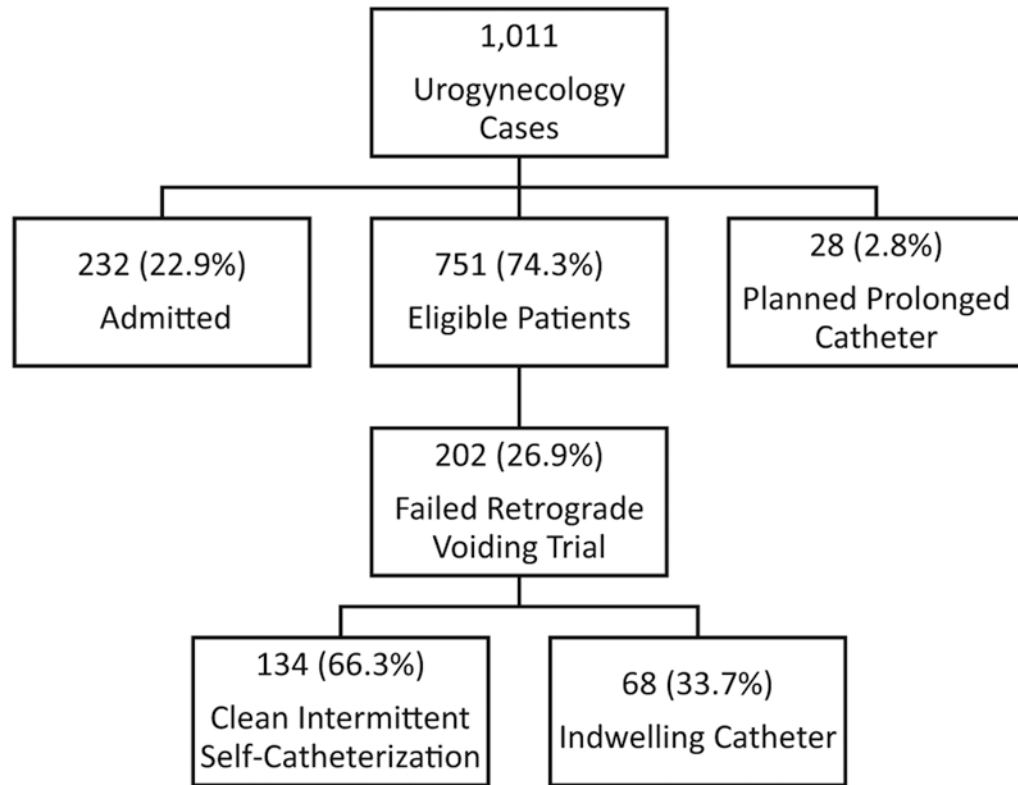 1,011
Urogynecology
Cases
232 (22.9%)
Admitted
751 (74.3%)
Eligible Patients
28 (2.8%)
Planned Prolonged
Catheter
202 (26.9%)
Failed Retrograde
Voiding Trial
134 (66.3%)
Clean Intermittent
Self-Catheterization
68 (33.7%)
Indwelling Catheter